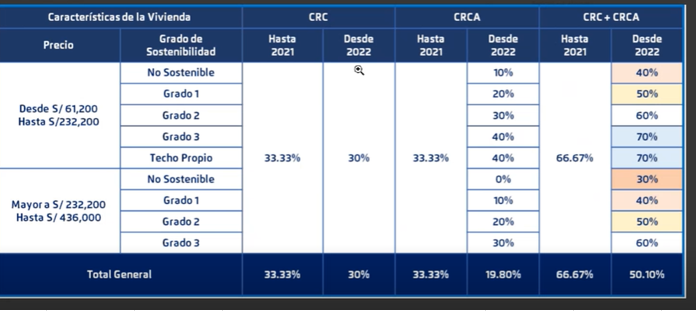 Características de la Vivienda CRC CRCA CRC + CRCA
Precio Grado de Sostenibilidad Hasta 2021 Desde 2022 Hasta 2021 Desde 2022 Hasta 2021 Desde 2022
Desde S/ 61,200 Hasta S/232,200
No Sostenible 10% 40%
Grado 1 20% 50%
Grado 2 30% 60%
Grado 3 40% 70%
Techo Propio 33.33% 30% 33.33% 40% 66.67% 70%
Mayor a S/ 232,200 Hasta S/ 436,000
No Sostenible 0% 30%
Grado 1 10% 40%
Grado 2 20% 50%
Grado 3 30% 60%
Total General 33.33% 30% 33.33% 19.80% 66.67% 50.10%